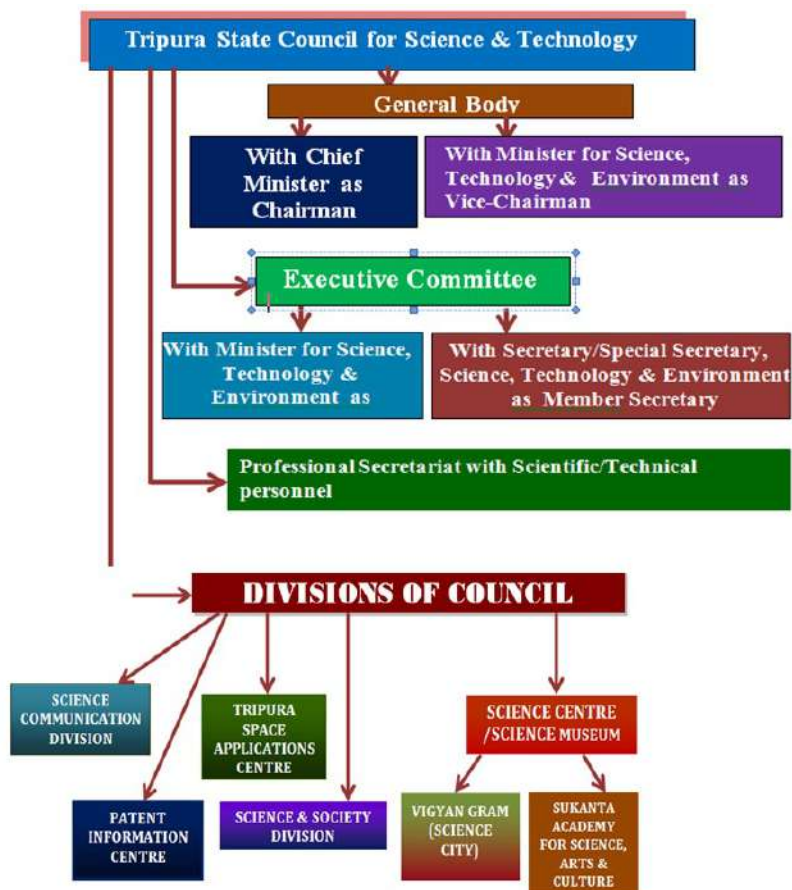 Tripura State Council for Science & Technology
General Body
With Chief
Minister as
Chairman
With Minister for Science,
Technology & Environment as
Vice-Chairman
Executive Committee
With Minister for Science,
Technology &
Environment as
With Secretary/Special Secretary,
Science, Technology & Environment
as Member Secretary
Professional Secretariat with Scientific/Technical
personnel
DIVISIONS OF COUNCIL
SCIENCE
COMMUNICATION
DIVISION
TRIPURA
SPACE
APPLICATIONS
CENTRE
SCIENCE CENTRE
/SCIENCE MUSEUM
PATENT
INFORMATION
CENTRE
SCIENCE & SOCIETY
DIVISION
VIGYAN GRAM
(SCIENCE
CITY)
SUKANTA
ACADEMY
FOR SCIENCE,
ARTS &
CULTURE